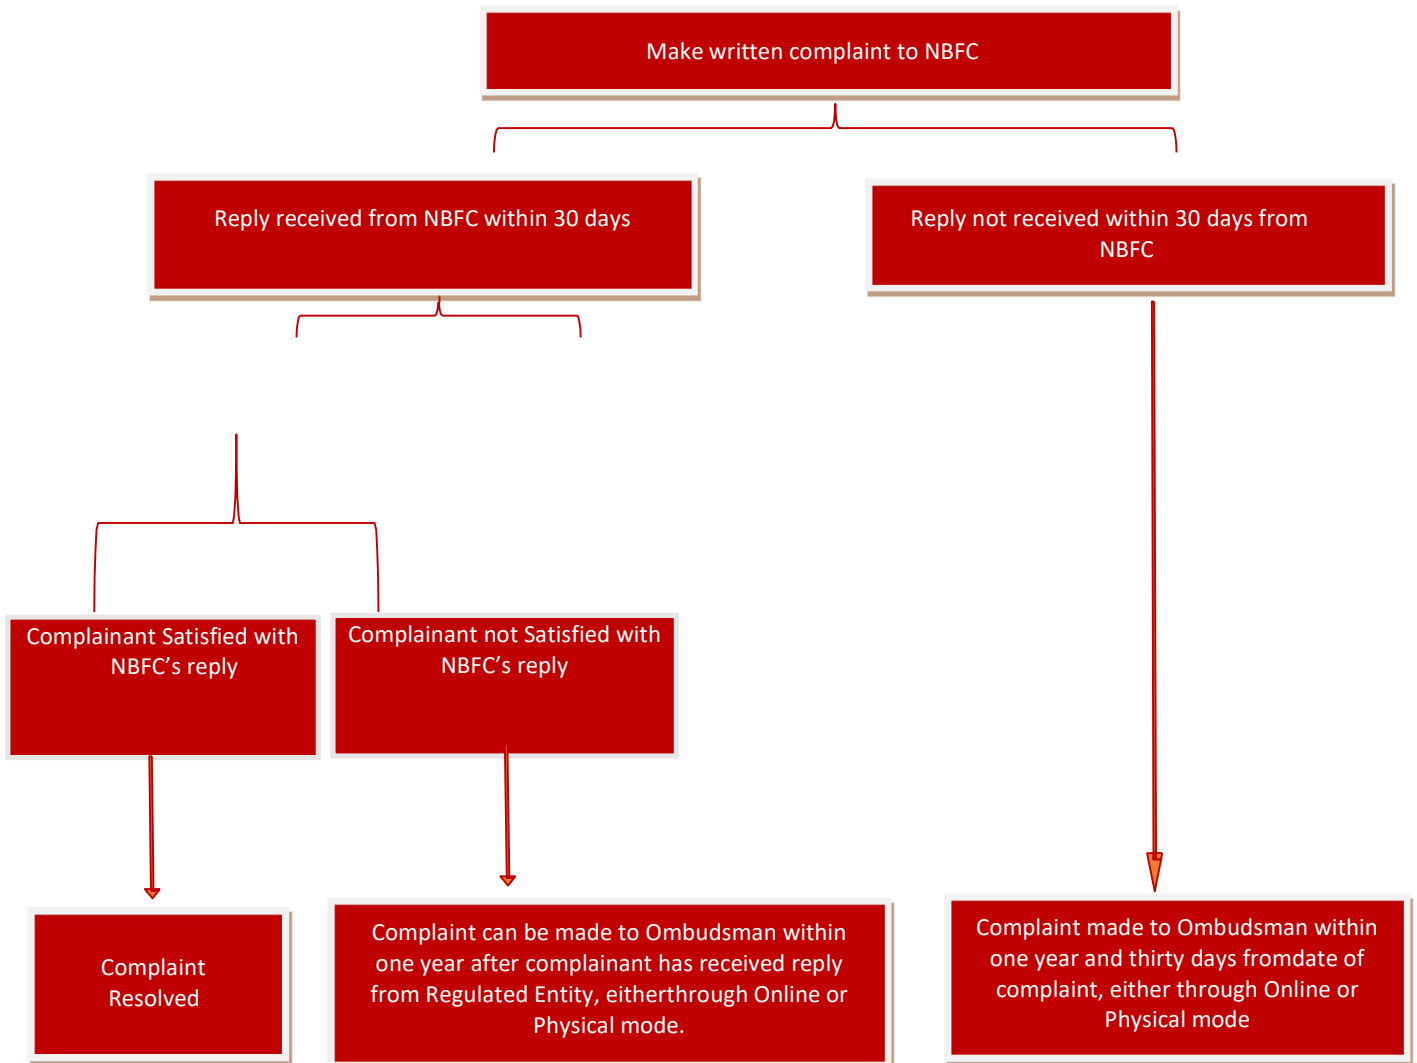 Make written complaint to NBFC
Reply received from NBFC within 30 days
Reply not received within 30 days from
NBFC
Complainant Satisfied with
NBFC’s reply
Complainant not Satisfied with
NBFC’s reply
Complaint
Resolved
Complaint can be made to Ombudsman within
one year after complainant has received reply
from Regulated Entity, eitherthrough Online or
Physical mode.
Complaint made to Ombudsman within
one year and thirty days fromdate of
complaint, either through Online or
Physical mode